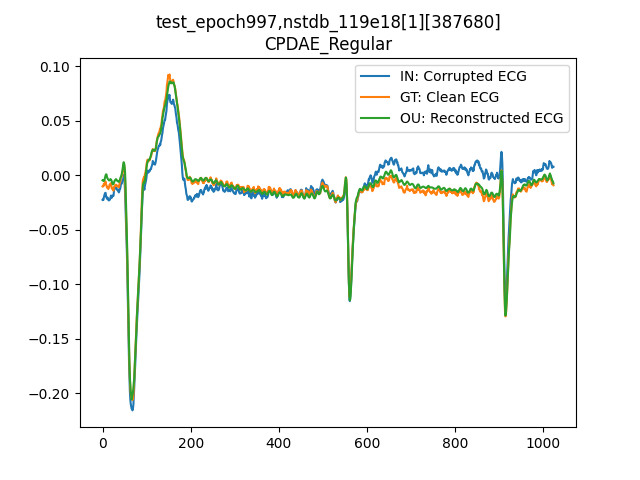 test_epoch997,nstdb_119e18[1][387680]
CPDAE_Regular
IN: Corrupted ECG
GT: Clean ECG
OU: Reconstructed ECG
0.10
0.05
0.00
−0.05
−0.10
−0.15
−0.20
0 200 400 600 800 1000